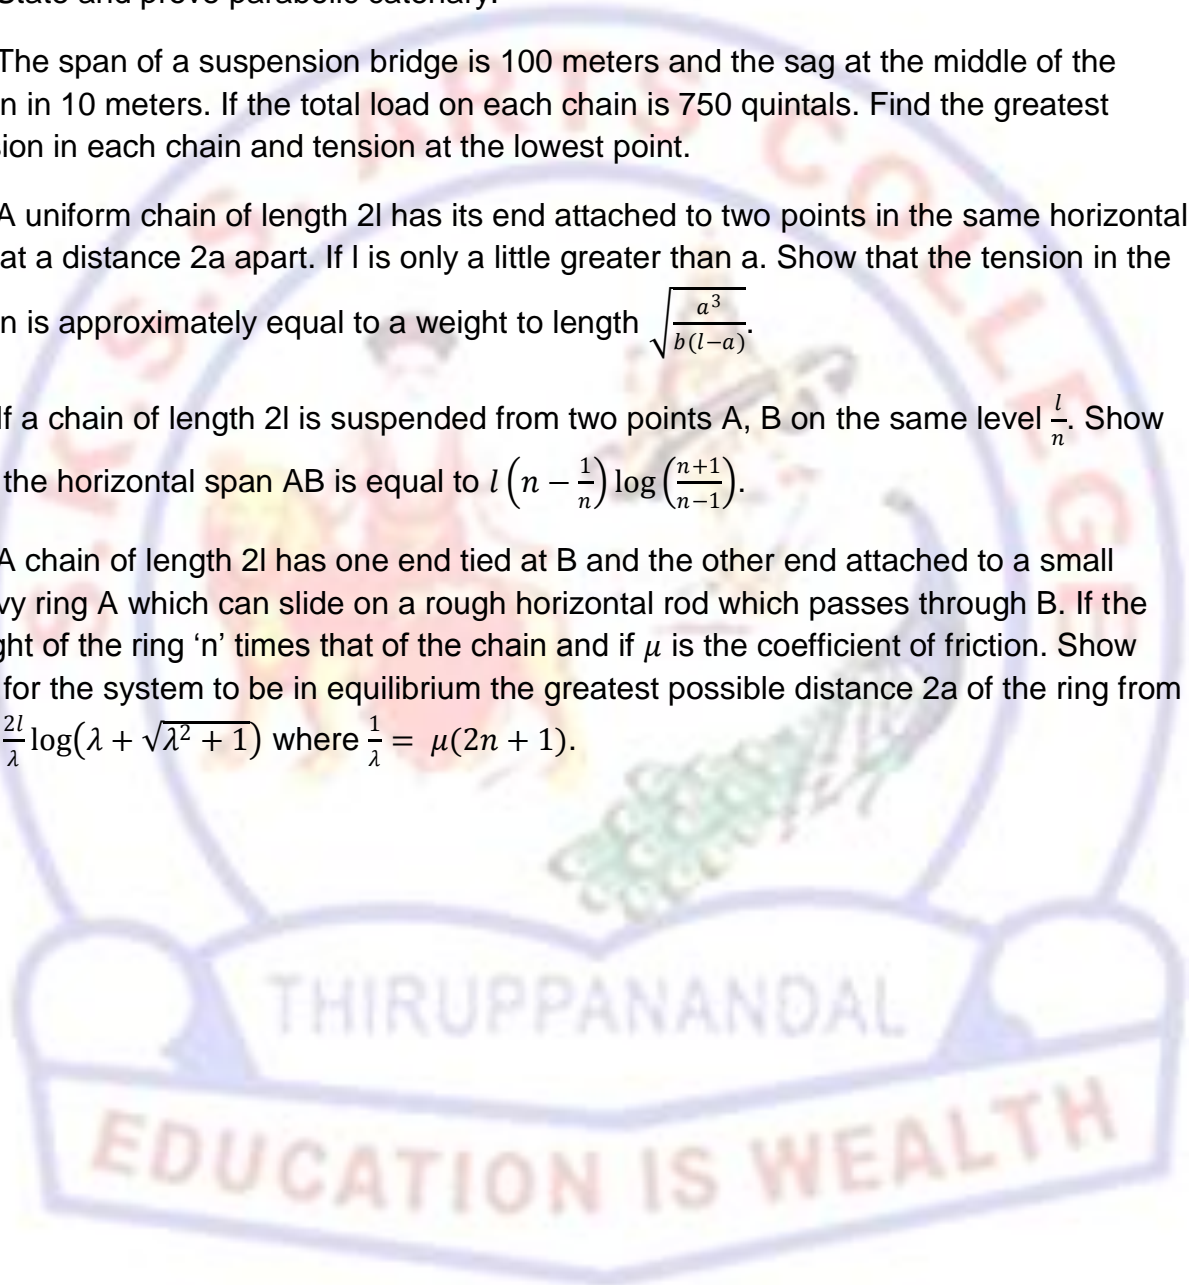 State and prove parabolic catenary.
The span of a suspension bridge is 100 meters and the sag at the middle of the
n in 10 meters. If the total load on each chain is 750 quintals. Find the greatest
sion in each chain and tension at the lowest point.
A uniform chain of length 2l has its end attached to two points in the same horizontal
at a distance 2a apart. If l is only a little greater than a. Show that the tension in the
n is approximately equal to a weight to length √(a³/b(l−a)).
If a chain of length 2l is suspended from two points A, B on the same level l/n. Show
the horizontal span AB is equal to l(n − 1/n) log((n+1)/(n−1)).
A chain of length 2l has one end tied at B and the other end attached to a small
vy ring A which can slide on a rough horizontal rod which passes through B. If the
ght of the ring ‘n’ times that of the chain and if μ is the coefficient of friction. Show
for the system to be in equilibrium the greatest possible distance 2a of the ring from
2l/λ log(λ + √(λ² + 1)) where 1/λ = μ(2n + 1).
S.K.S.S. ARTS COLLEGE
THIRUPPANANDAL
EDUCATION IS WEALTH